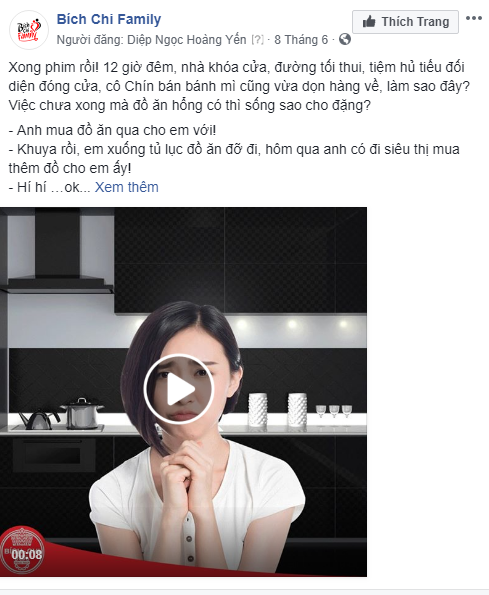 Bích Chi Family
Thích Trang
Người đăng: Diệp Ngọc Hoàng Yến [?] · 8 Tháng 6 ·
Xong phim rồi! 12 giờ đêm, nhà khóa cửa, đường tối thui, tiệm hủ tiếu đối
diện đóng cửa, cô Chín bán bánh mì cũng vừa dọn hàng về, làm sao đây?
Việc chưa xong mà đồ ăn hổng có thì sống sao cho đặng?
- Anh mua đồ ăn qua cho em với!
- Khuya rồi, em xuống tủ lục đồ ăn đỡ đi, hôm qua anh có đi siêu thị mua
thêm đồ cho em ấy!
- Hí hí …ok... Xem thêm
00:08